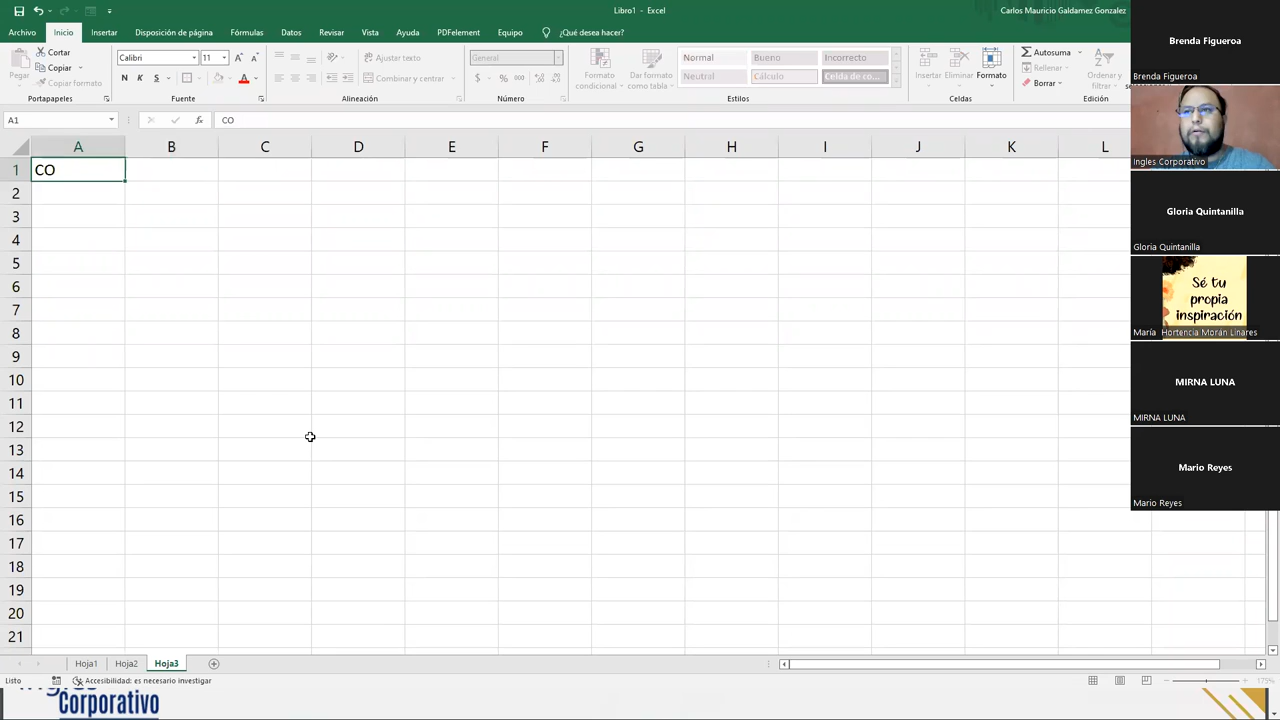 Libro1 - Excel
Carlos Mauricio Galdamez Gonzalez
Archivo Inicio Insertar Disposición de página Fórmulas Datos Revisar Vista Ayuda PDFelement Equipo ¿Qué desea hacer?
Pegar
Cortar
Copiar
Copiar formato
Portapapeles
Calibri 11
N K S
Fuente
Ajustar texto
Combinar y centrar
Alineación
General
$ % 000
Número
Formato condicional
Dar formato como tabla
Normal Bueno Incorrecto
Neutral Cálculo Celda de co...
Estilos
Insertar Eliminar Formato
Celdas
Autosuma
Rellenar
Borrar
Ordenar y filtrar
Edición
A1 fx CO
A B C D E F G H I J K L
1 CO
2
3
4
5
6
7
8
9
10
11
12
13
14
15
16
17
18
19
20
21
Hoja1 Hoja2 Hoja3
Listo Accesibilidad: es necesario investigar
175%
Corporativo
Brenda Figueroa
Brenda Figueroa
Ingles Corporativo
Gloria Quintanilla
Gloria Quintanilla
Sé tu
propia
inspiración
María Hortencia Morán Linares
MIRNA LUNA
MIRNA LUNA
Mario Reyes
Mario Reyes